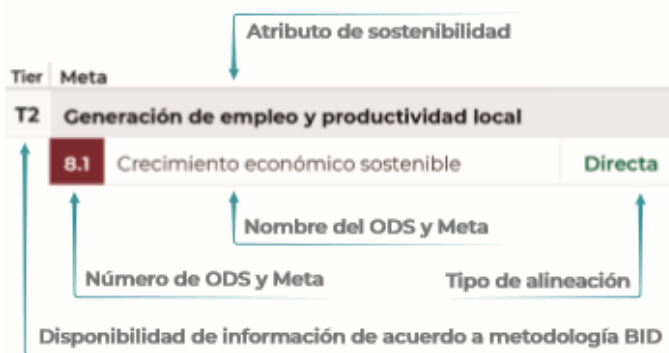 Atributo de sostenibilidad
Tier Meta
T2 Generación de empleo y productividad local
8.1 Crecimiento económico sostenible Directa
Nombre del ODS y Meta
Número de ODS y Meta Tipo de alineación
Disponibilidad de información de acuerdo a metodología BID